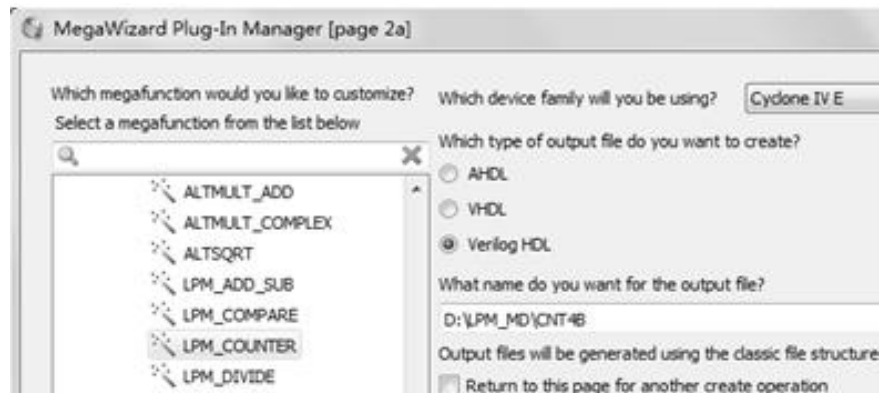 MegaWizard Plug-In Manager [page 2a]
Which megafunction would you like to customize?
Select a megafunction from the list below
ALTMULT_ADD
ALTMULT_COMPLEX
ALTSQRT
LPM_ADD_SUB
LPM_COMPARE
LPM_COUNTER
LPM_DIVIDE
Which device family will you be using? Cyclone IV E
Which type of output file do you want to create?
AHDL
VHDL
Verilog HDL
What name do you want for the output file?
D:\LPM_MD\CNT4B
Output files will be generated using the classic file structure
Return to this page for another create operation